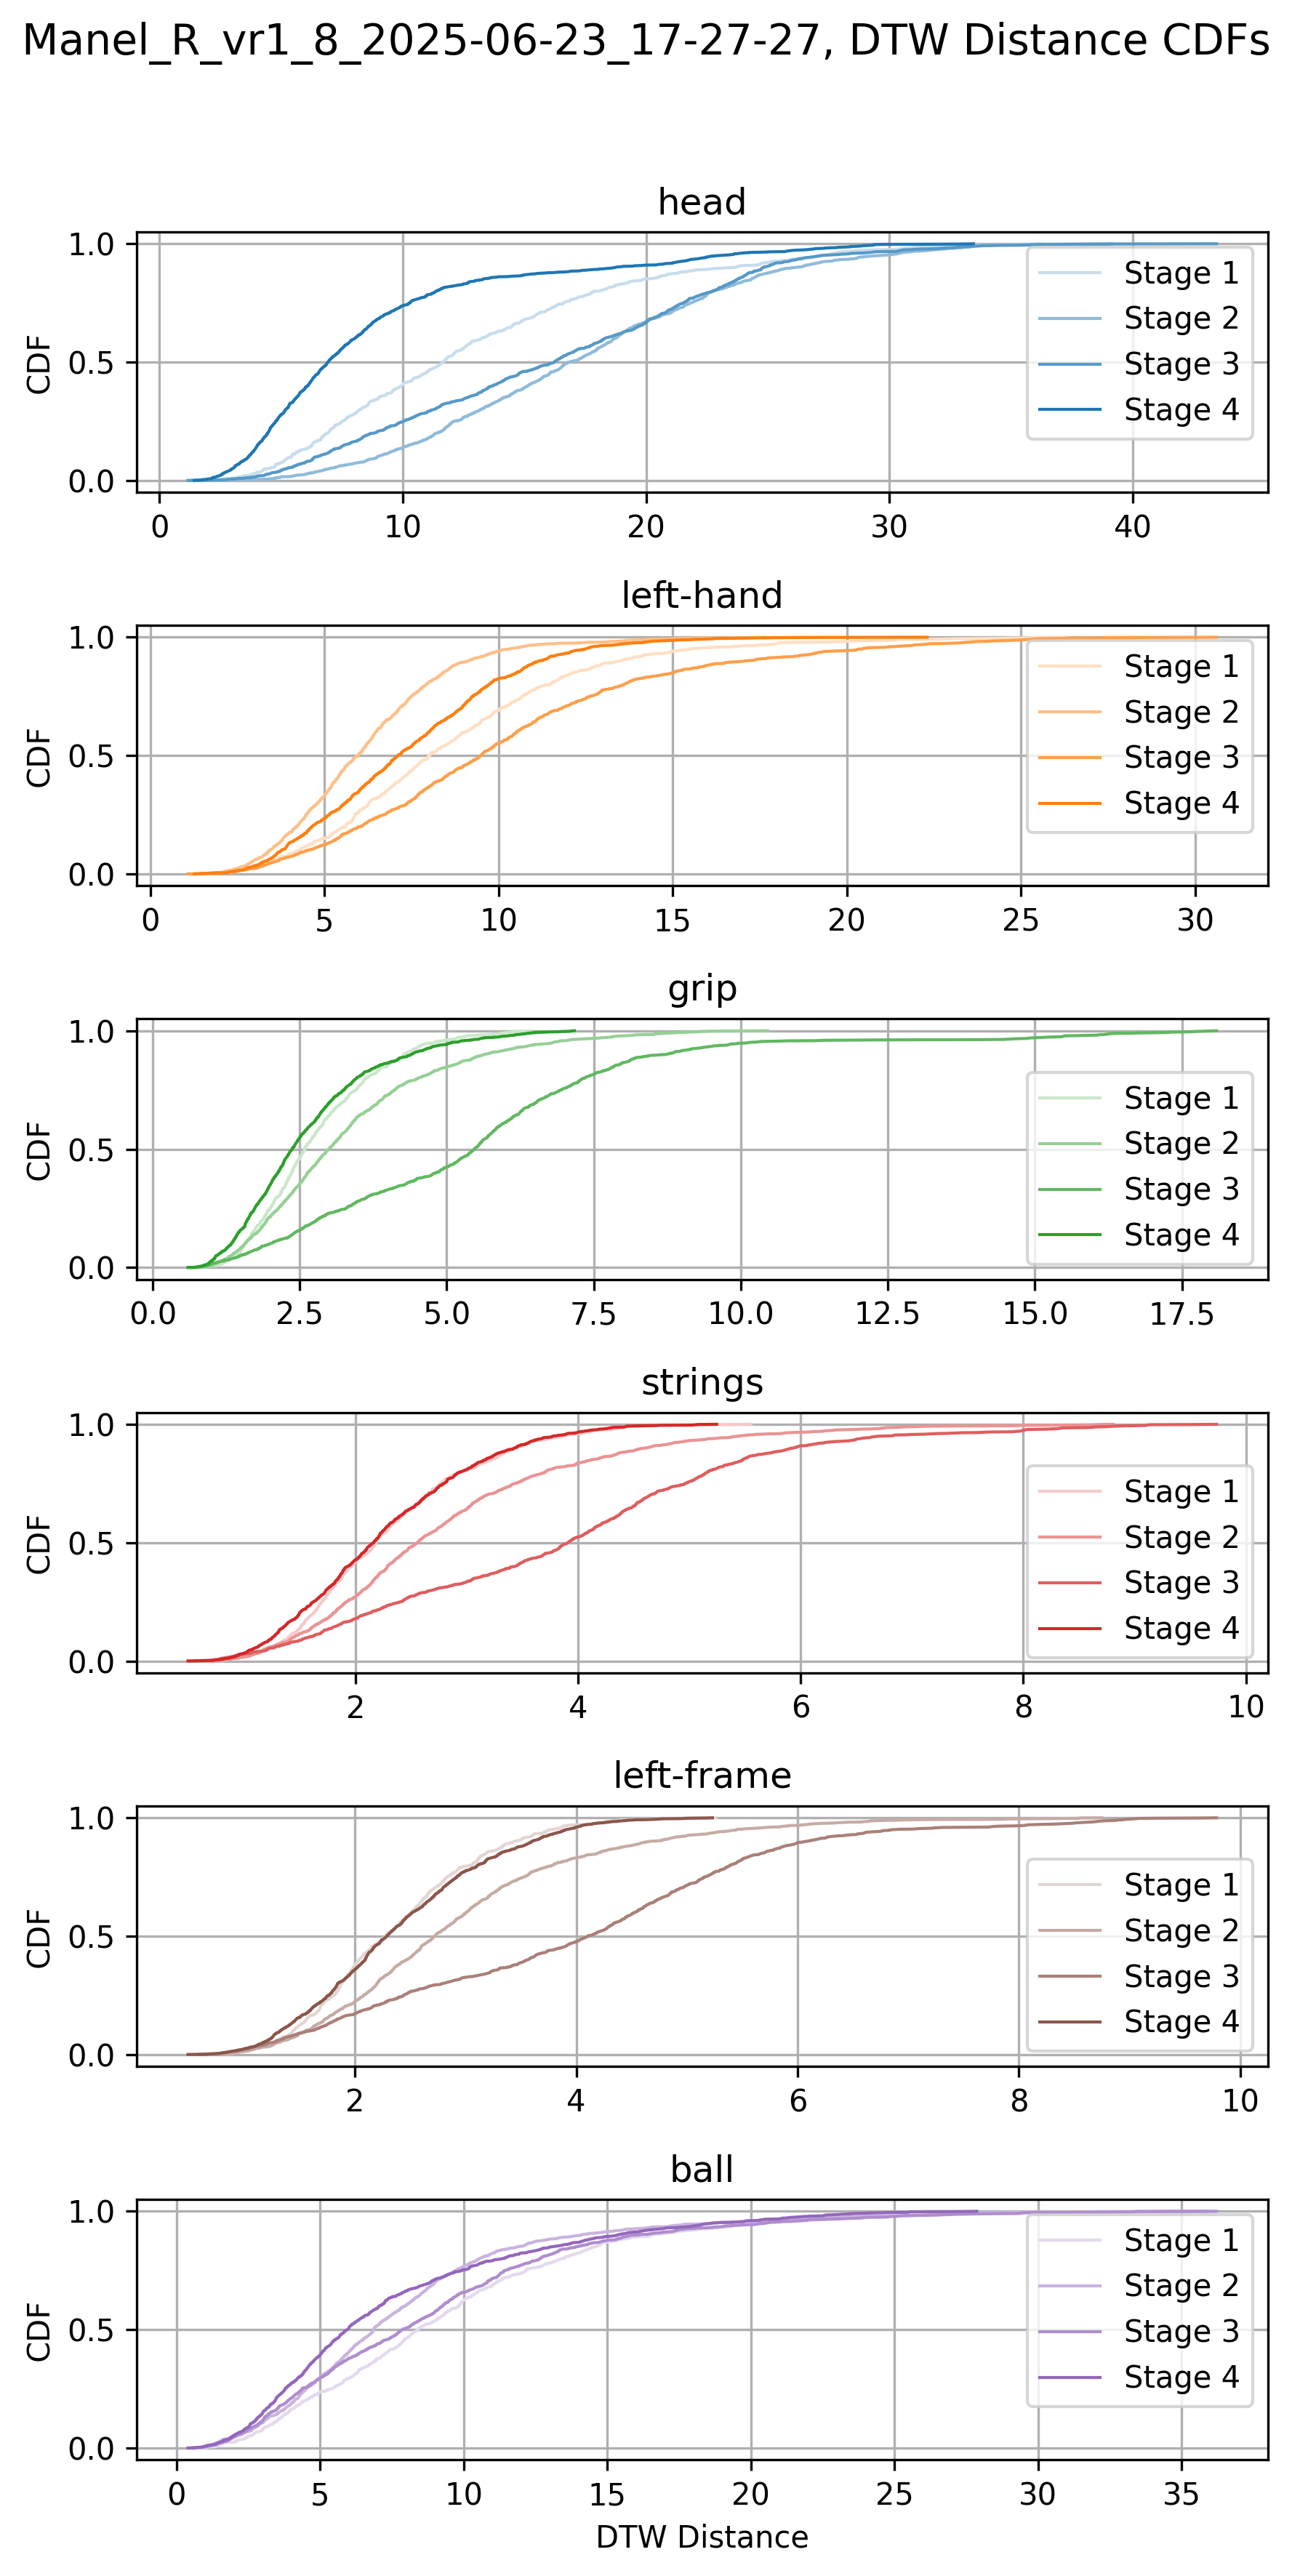 Manel_R_vr1_8_2025-06-23_17-27-27, DTW Distance CDFs
head
CDF
1.0
0.5
0.0
Stage 1
Stage 2
Stage 3
Stage 4
0 10 20 30 40
left-hand
CDF
1.0
0.5
0.0
Stage 1
Stage 2
Stage 3
Stage 4
0 5 10 15 20 25 30
grip
CDF
1.0
0.5
0.0
Stage 1
Stage 2
Stage 3
Stage 4
0.0 2.5 5.0 7.5 10.0 12.5 15.0 17.5
strings
CDF
1.0
0.5
0.0
Stage 1
Stage 2
Stage 3
Stage 4
2 4 6 8 10
left-frame
CDF
1.0
0.5
0.0
Stage 1
Stage 2
Stage 3
Stage 4
2 4 6 8 10
ball
CDF
1.0
0.5
0.0
Stage 1
Stage 2
Stage 3
Stage 4
0 5 10 15 20 25 30 35
DTW Distance